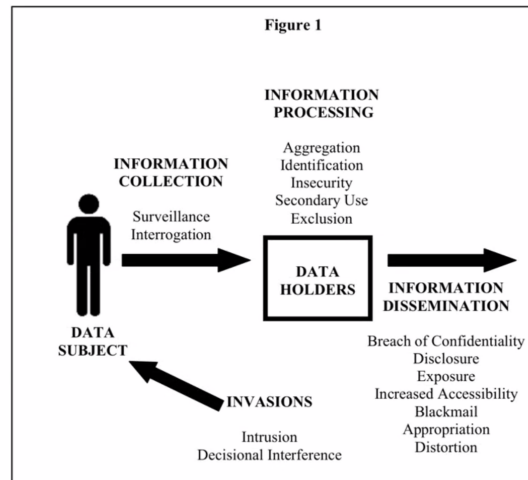 Figure 1
INFORMATION
PROCESSING
Aggregation
Identification
Insecurity
Secondary Use
Exclusion
INFORMATION
COLLECTION
Surveillance
Interrogation
DATA
HOLDERS
INFORMATION
DISSEMINATION
Breach of Confidentiality
Disclosure
Exposure
Increased Accessibility
Blackmail
Appropriation
Distortion
DATA
SUBJECT
INVASIONS
Intrusion
Decisional Interference